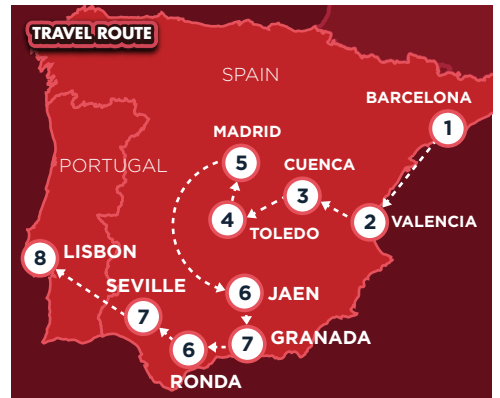 TRAVEL ROUTE
SPAIN
BARCELONA
1
MADRID
5
CUENCA
3
PORTUGAL
4
TOLEDO
2
VALENCIA
8
LISBON
SEVILLE
7
6
JAEN
7
GRANADA
6
RONDA